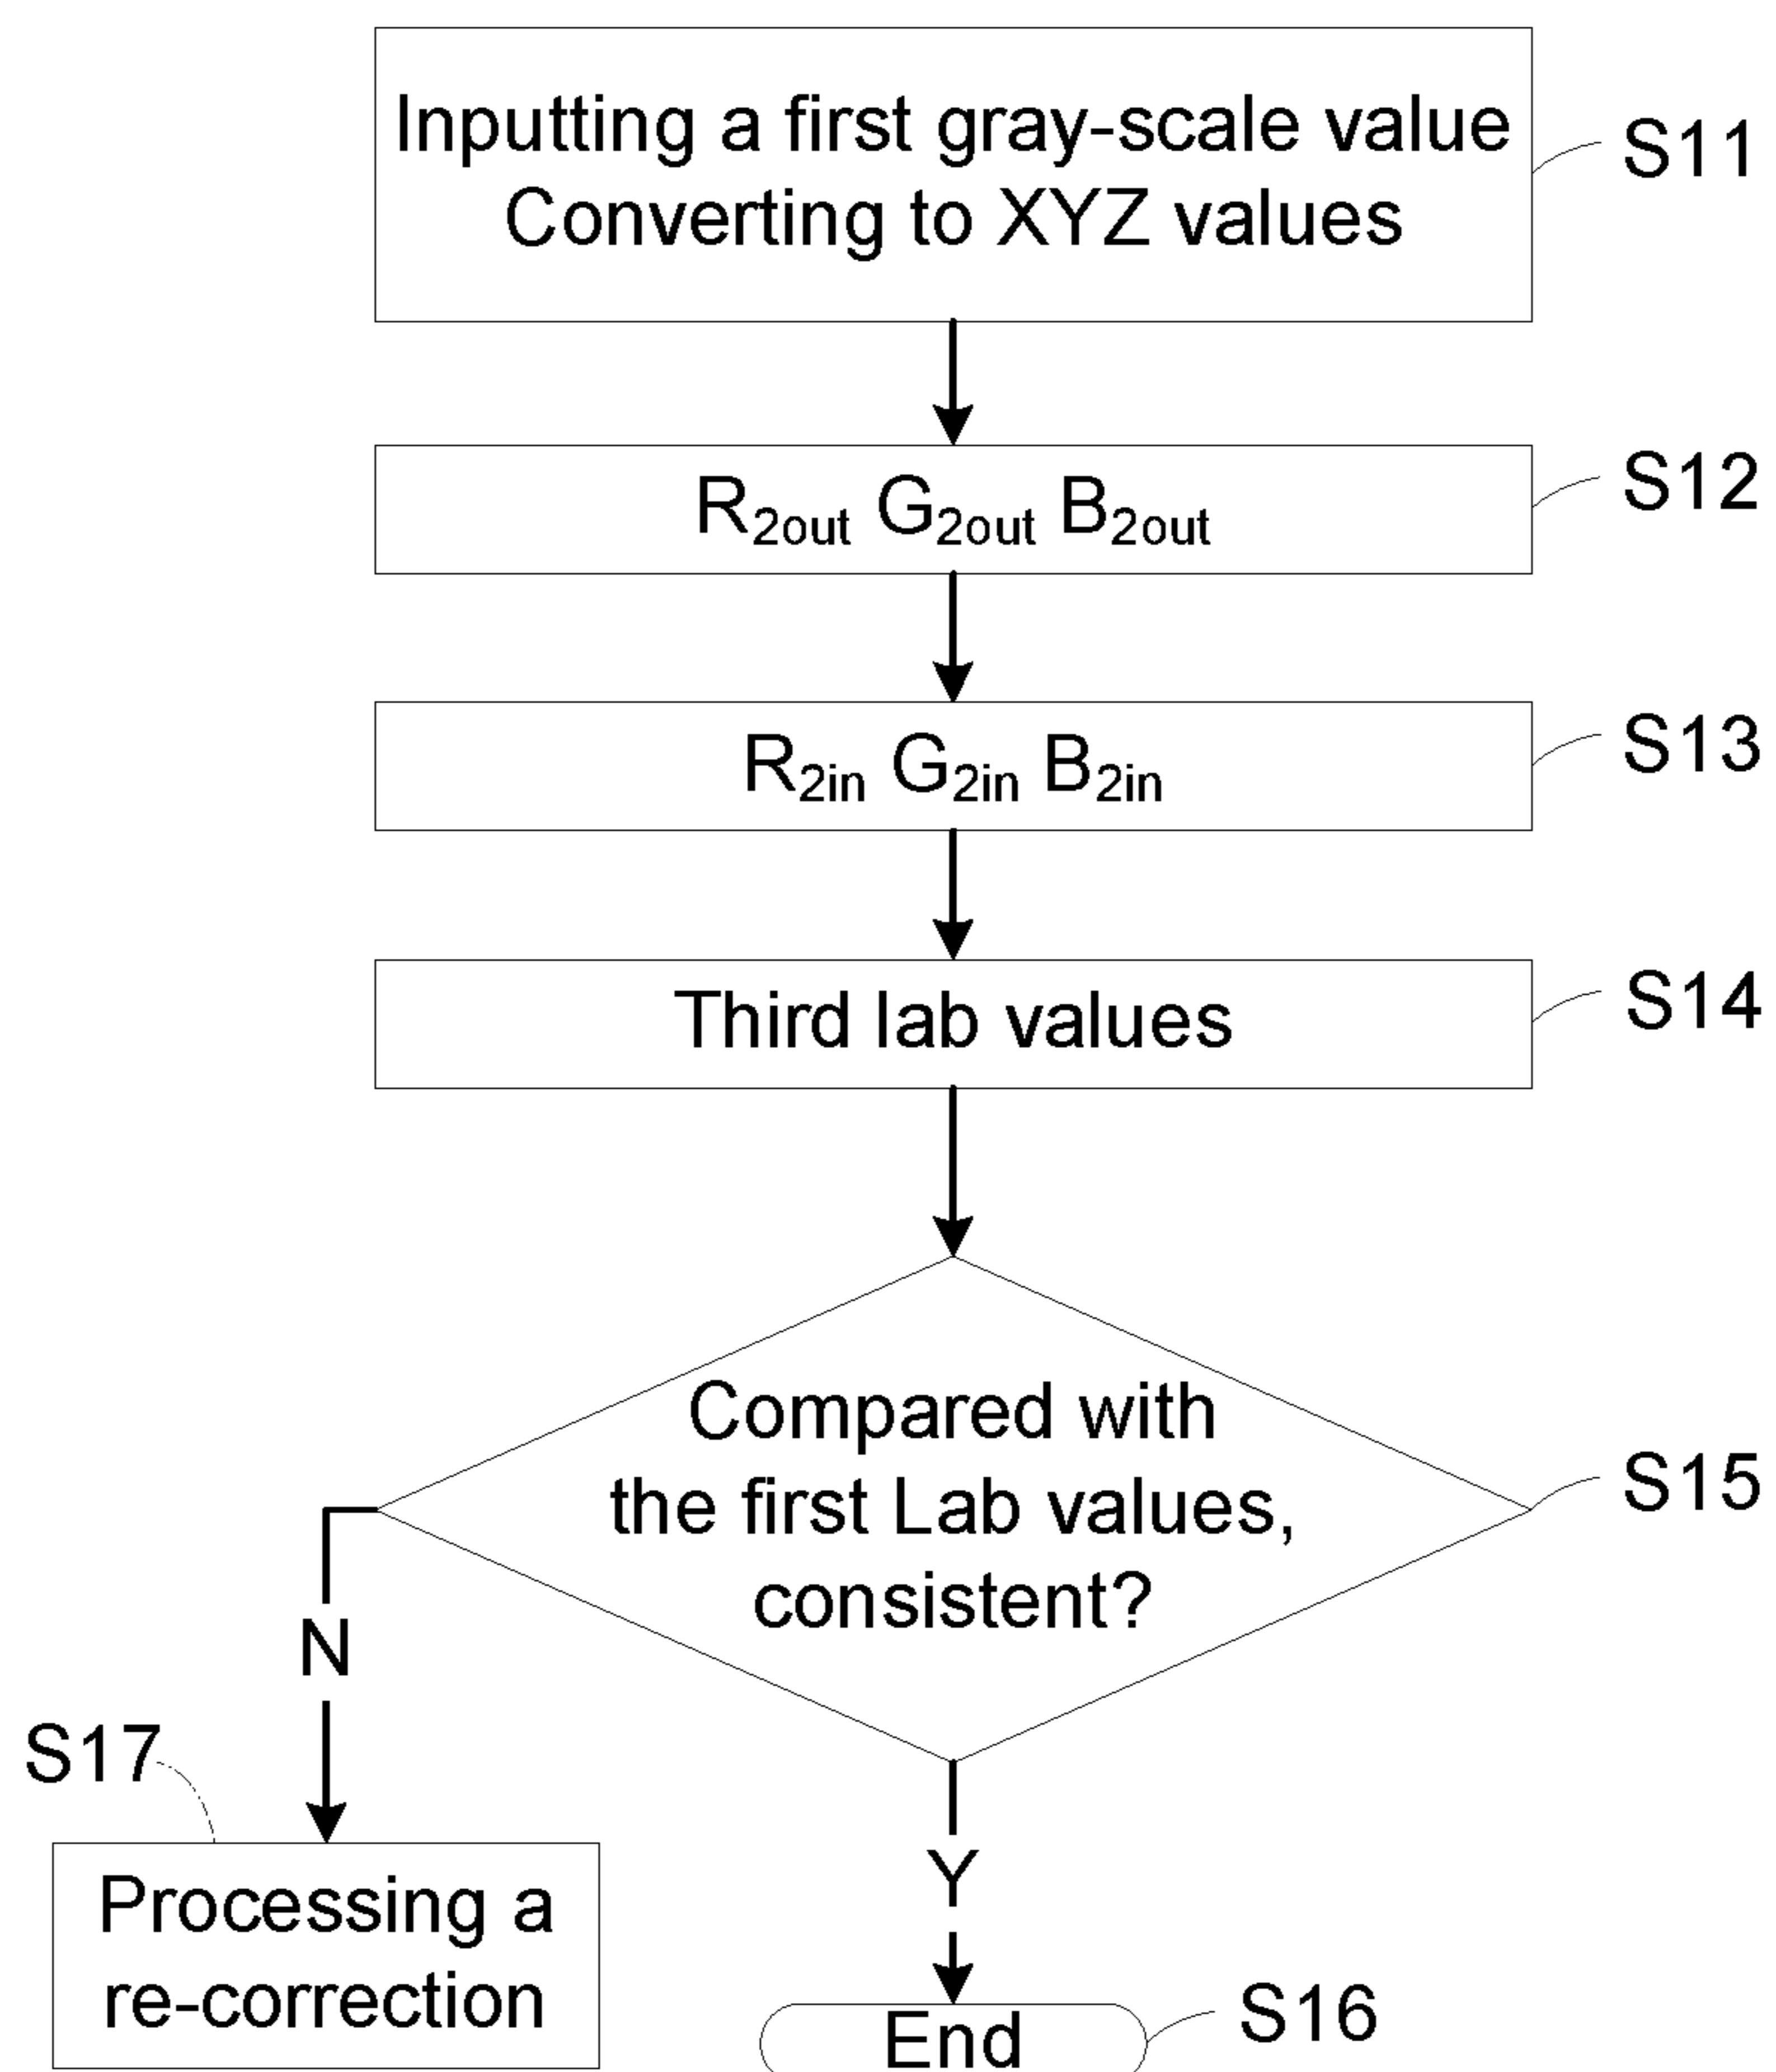 Inputting a first gray-scale value
Converting to XYZ values
S11
R2out G2out B2out
S12
R2in G2in B2in
S13
Third lab values
S14
Compared with
the first Lab values,
consistent?
S15
N
S17
Processing a
re-correction
Y
End
S16